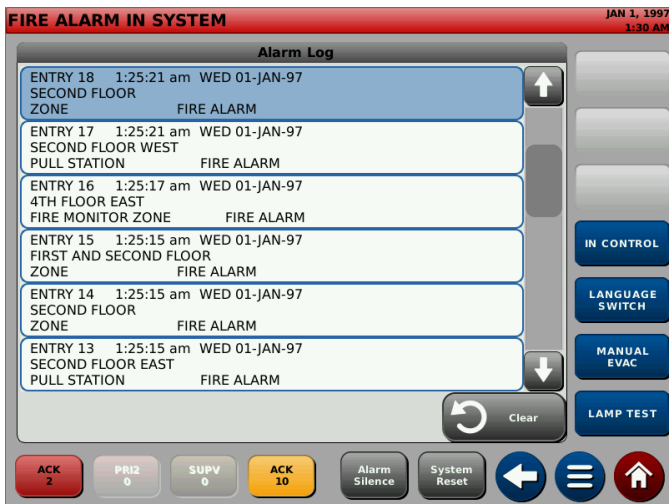 FIRE ALARM IN SYSTEM
JAN 1, 1997
1:30 AM
Alarm Log
ENTRY 18 1:25:21 am WED 01-JAN-97
SECOND FLOOR
ZONE FIRE ALARM
ENTRY 17 1:25:21 am WED 01-JAN-97
SECOND FLOOR WEST
PULL STATION FIRE ALARM
ENTRY 16 1:25:17 am WED 01-JAN-97
4TH FLOOR EAST
FIRE MONITOR ZONE FIRE ALARM
ENTRY 15 1:25:15 am WED 01-JAN-97
FIRST AND SECOND FLOOR
ZONE FIRE ALARM
ENTRY 14 1:25:15 am WED 01-JAN-97
SECOND FLOOR
ZONE FIRE ALARM
ENTRY 13 1:25:15 am WED 01-JAN-97
SECOND FLOOR EAST
PULL STATION FIRE ALARM
Clear
IN CONTROL
LANGUAGE
SWITCH
MANUAL
EVAC
LAMP TEST
ACK
2
PRI2
0
SUPV
0
ACK
10
Alarm
Silence
System
Reset